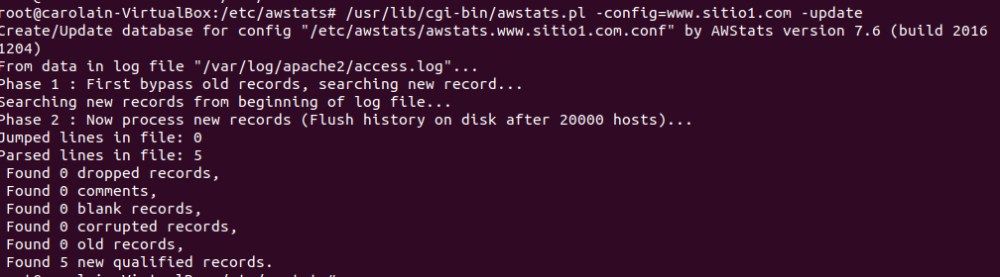 root@carolain-VirtualBox:/etc/awstats# /usr/lib/cgi-bin/awstats.pl -config=www.sitio1.com -update
Create/Update database for config "/etc/awstats/awstats.www.sitio1.com.conf" by AWStats version 7.6 (build 2016
1204)
From data in log file "/var/log/apache2/access.log"...
Phase 1 : First bypass old records, searching new record...
Searching new records from beginning of log file...
Phase 2 : Now process new records (Flush history on disk after 20000 hosts)...
Jumped lines in file: 0
Parsed lines in file: 5
 Found 0 dropped records,
 Found 0 comments,
 Found 0 blank records,
 Found 0 corrupted records,
 Found 0 old records,
 Found 5 new qualified records.